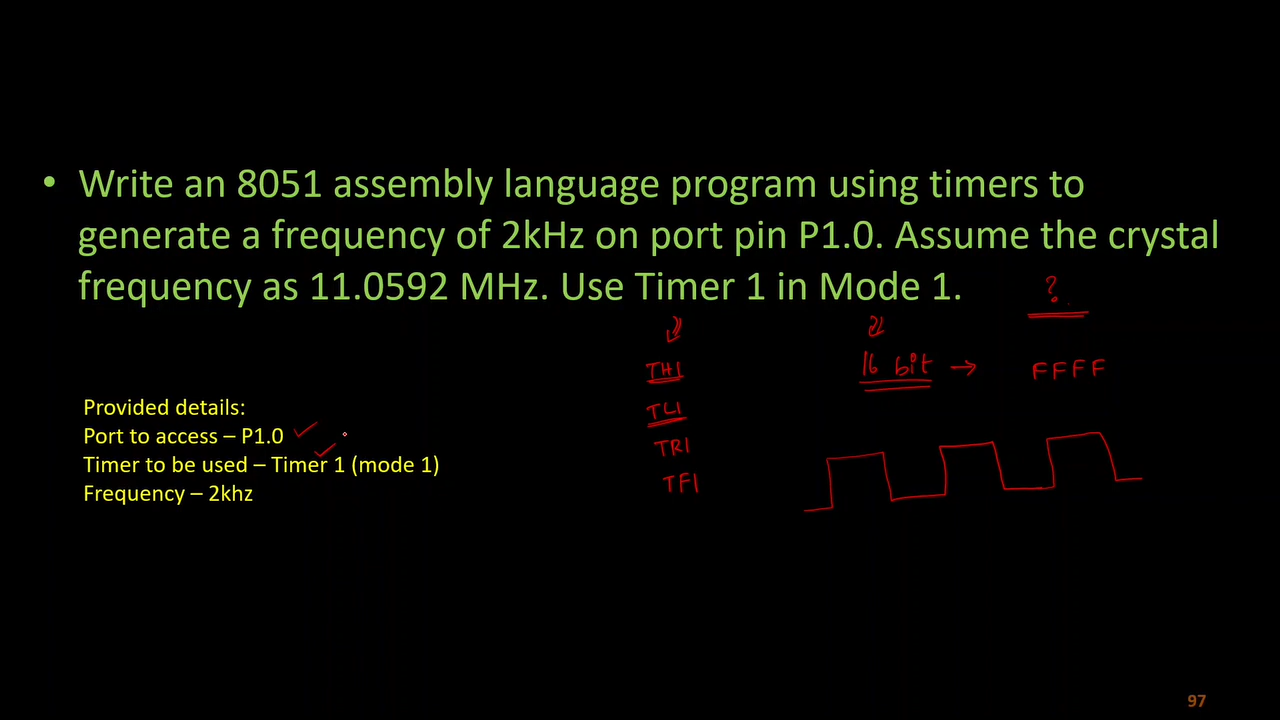 • Write an 8051 assembly language program using timers to
generate a frequency of 2kHz on port pin P1.0. Assume the crystal
frequency as 11.0592 MHz. Use Timer 1 in Mode 1.
?
TH1
16 bit → FFFF
TL1
TR1
TF1
Provided details:
Port to access – P1.0
Timer to be used – Timer 1 (mode 1)
Frequency – 2khz
97